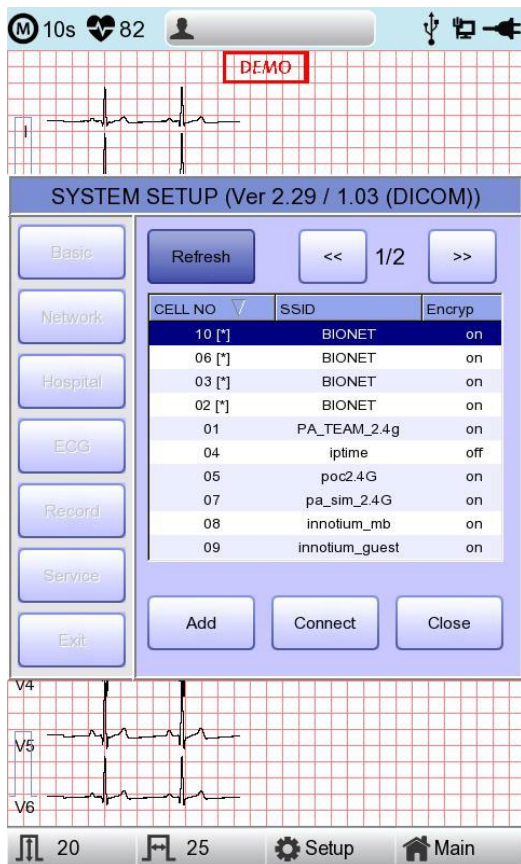 M 10s 82
DEMO
I
SYSTEM SETUP (Ver 2.29 / 1.03 (DICOM))
Basic
Network
Hospital
ECG
Record
Service
Exit
Refresh << 1/2 >>
CELL NO SSID Encryp
10 [*] BIONET on
06 [*] BIONET on
03 [*] BIONET on
02 [*] BIONET on
01 PA_TEAM_2.4g on
04 iptime off
05 poc2.4G on
07 pa_sim_2.4G on
08 innotium_mb on
09 innotium_guest on
Add Connect Close
V4
V5
V6
20 25 Setup Main